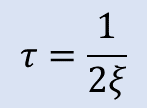 τ = 1/2ξ